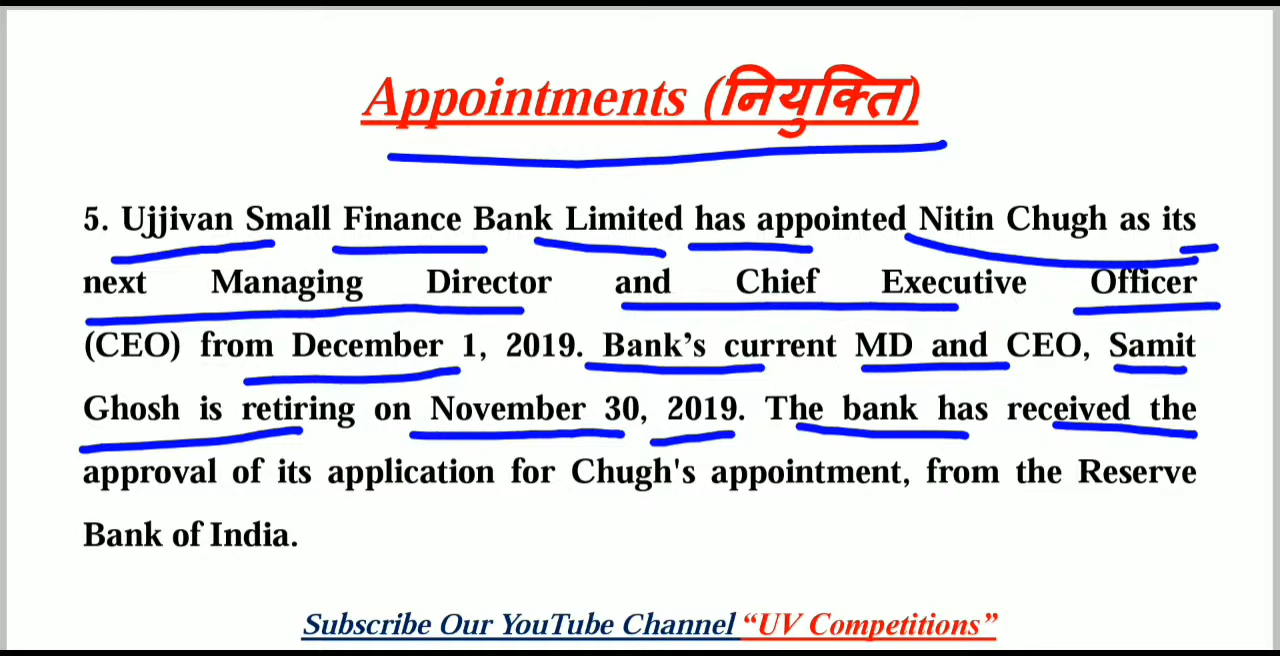 Appointments (नियुक्ति)
5. Ujjivan Small Finance Bank Limited has appointed Nitin Chugh as its
next Managing Director and Chief Executive Officer
(CEO) from December 1, 2019. Bank’s current MD and CEO, Samit
Ghosh is retiring on November 30, 2019. The bank has received the
approval of its application for Chugh's appointment, from the Reserve
Bank of India.
Subscribe Our YouTube Channel “UV Competitions”